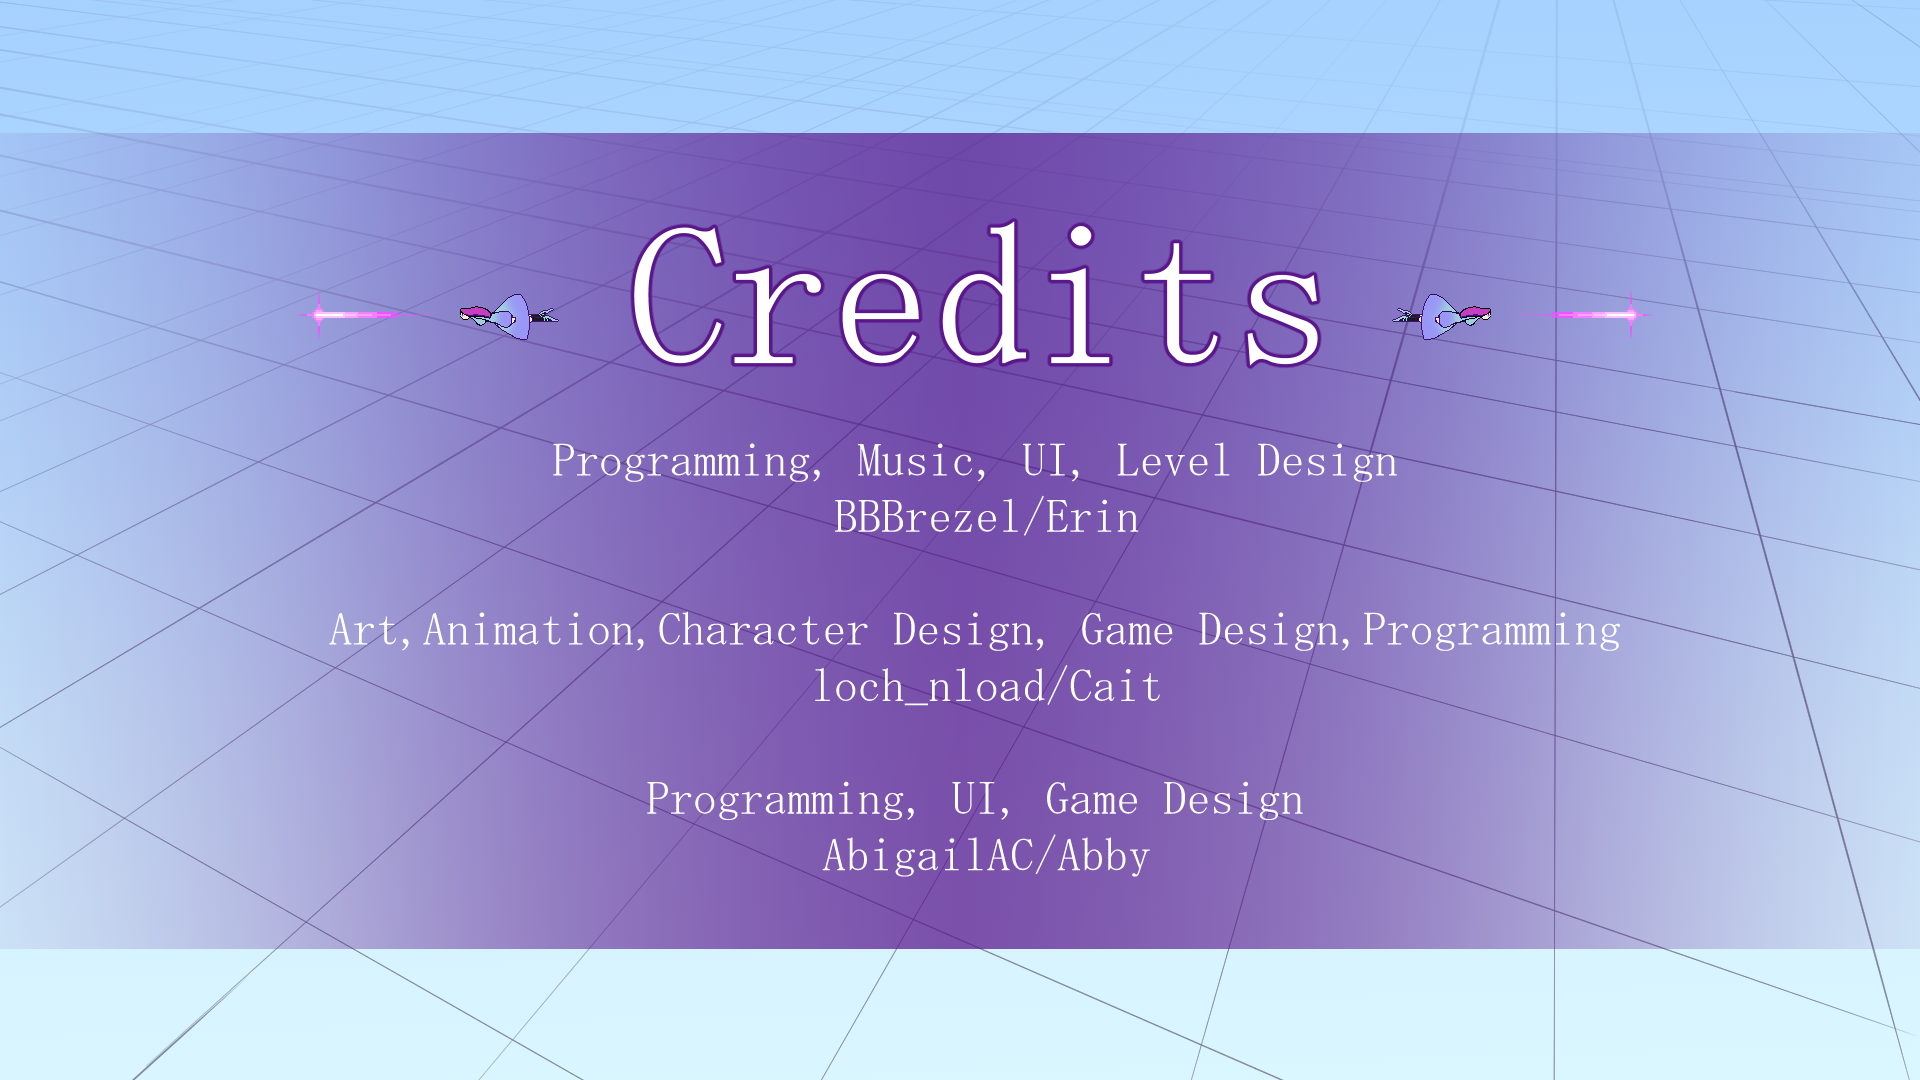 Credits
Programming, Music, UI, Level Design
BBBrezel/Erin
Art,Animation,Character Design, Game Design,Programming
loch_nload/Cait
Programming, UI, Game Design
AbigailAC/Abby